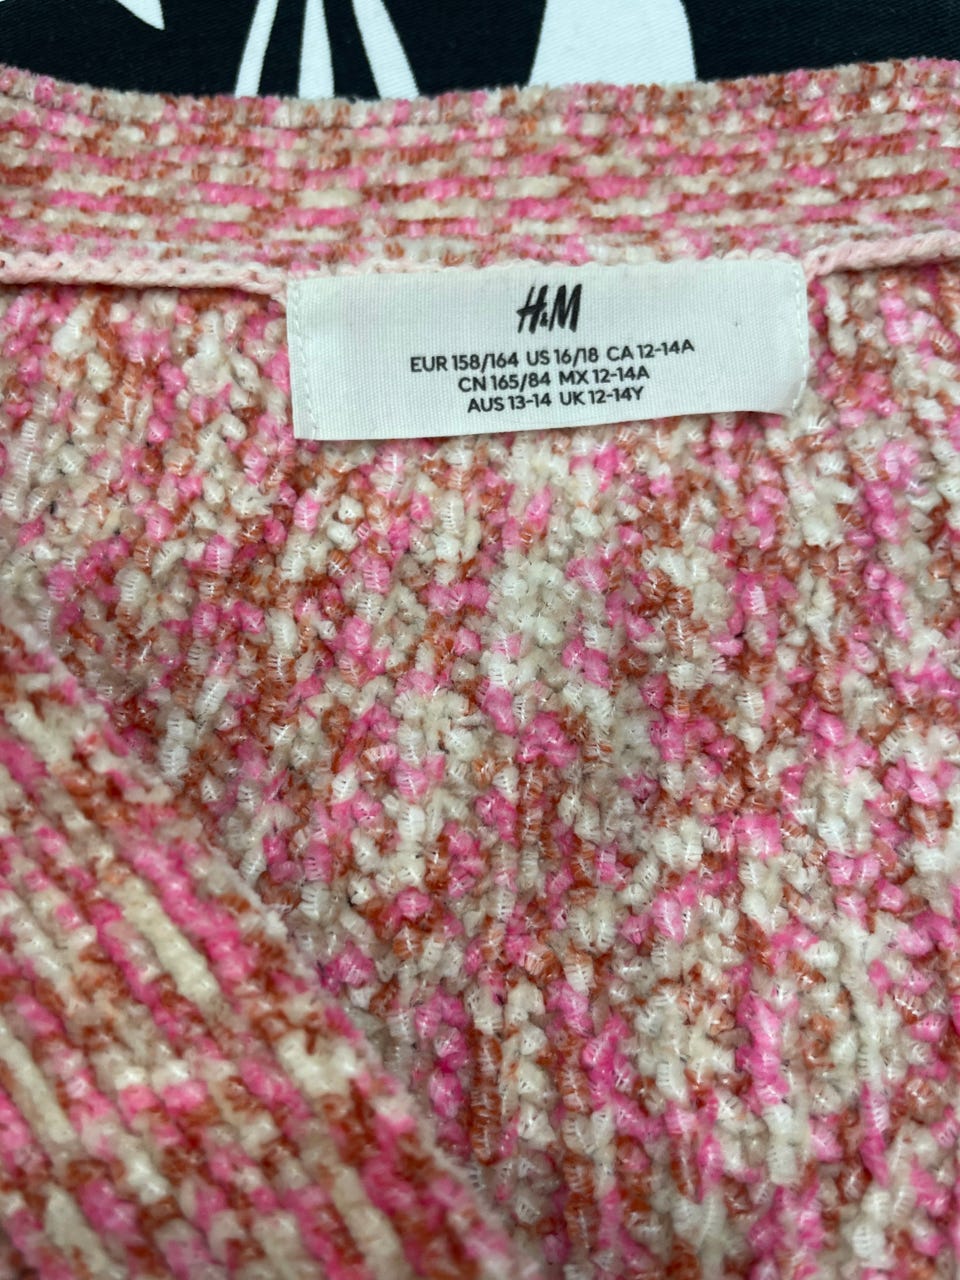 H&M
EUR 158/164 US 16/18 CA 12-14A
CN 165/84 MX 12-14A
AUS 13-14 UK 12-14Y